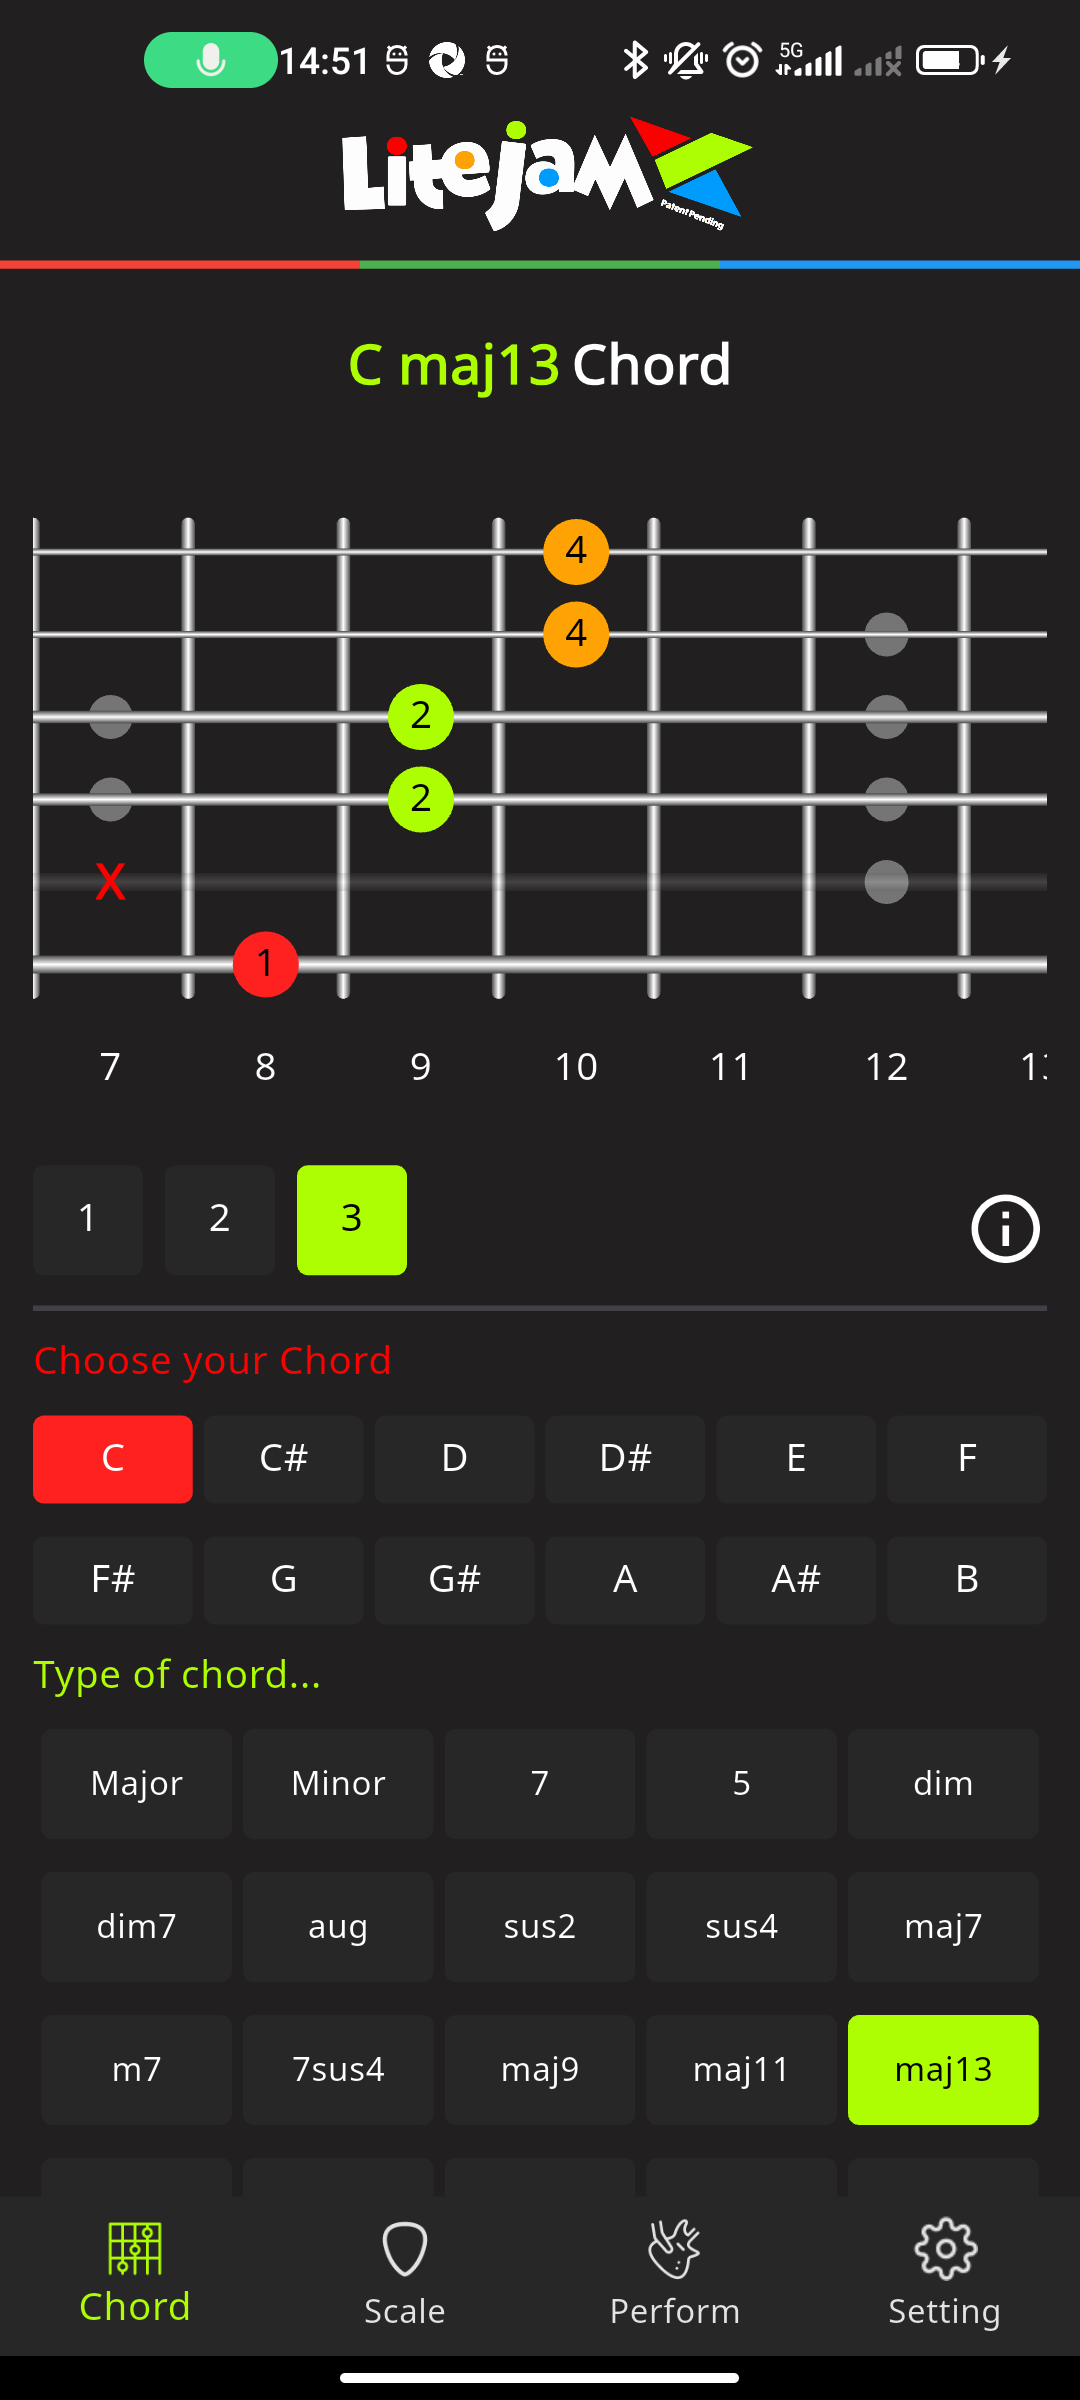 14:51
5G
LiteJam
Patent Pending
C maj13 Chord
4
4
2
2
X
1
7 8 9 10 11 12
1 2 3
Choose your Chord
C C# D D# E F
F# G G# A A# B
Type of chord...
Major Minor 7 5 dim
dim7 aug sus2 sus4 maj7
m7 7sus4 maj9 maj11 maj13
Chord Scale Perform Setting